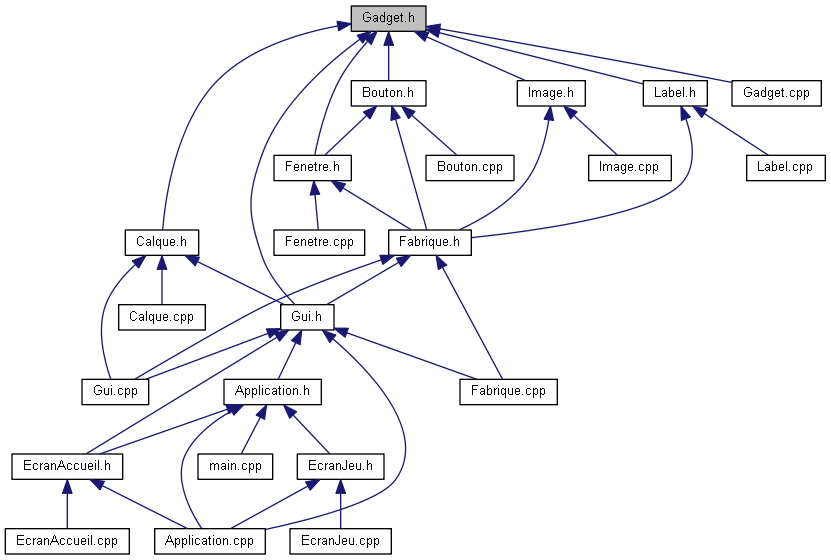 Gadget.h
Bouton.h
Image.h
Label.h
Gadget.cpp
Fenetre.h
Bouton.cpp
Image.cpp
Label.cpp
Calque.h
Fenetre.cpp
Fabrique.h
Calque.cpp
Gui.h
Gui.cpp
Application.h
Fabrique.cpp
EcranAccueil.h
main.cpp
EcranJeu.h
EcranAccueil.cpp
Application.cpp
EcranJeu.cpp